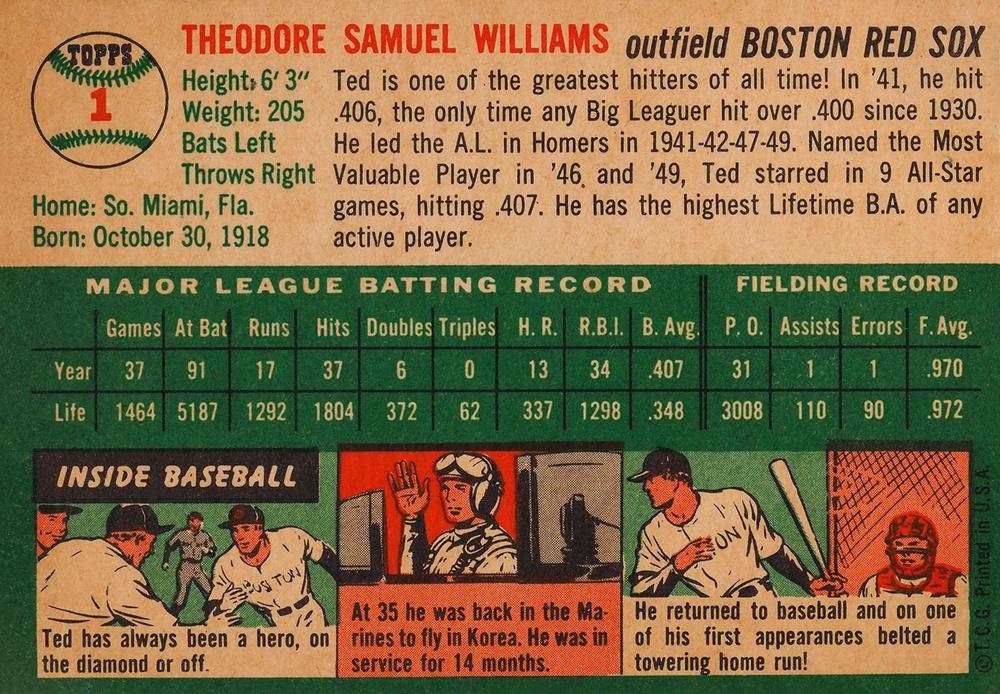 TOPPS
1
THEODORE SAMUEL WILLIAMS outfield BOSTON RED SOX
Height: 6' 3"
Weight: 205
Bats Left
Throws Right
Home: So. Miami, Fla.
Born: October 30, 1918
Ted is one of the greatest hitters of all time! In '41, he hit
.406, the only time any Big Leaguer hit over .400 since 1930.
He led the A.L. in Homers in 1941-42-47-49. Named the Most
Valuable Player in '46 and '49, Ted starred in 9 All-Star
games, hitting .407. He has the highest Lifetime B.A. of any
active player.
MAJOR LEAGUE BATTING RECORD FIELDING RECORD
Games At Bat Runs Hits Doubles Triples H. R. R.B.I. B. Avg. P. O. Assists Errors F. Avg.
Year 37 91 17 37 6 0 13 34 .407 31 1 1 .970
Life 1464 5187 1292 1804 372 62 337 1298 .348 3008 110 90 .972
INSIDE BASEBALL
BOSTON
Ted has always been a hero, on
the diamond or off.
At 35 he was back in the Ma-
rines to fly in Korea. He was in
service for 14 months.
ON
He returned to baseball and on one
of his first appearances belted a
towering home run!
© T.C.G. Printed in U.S.A.